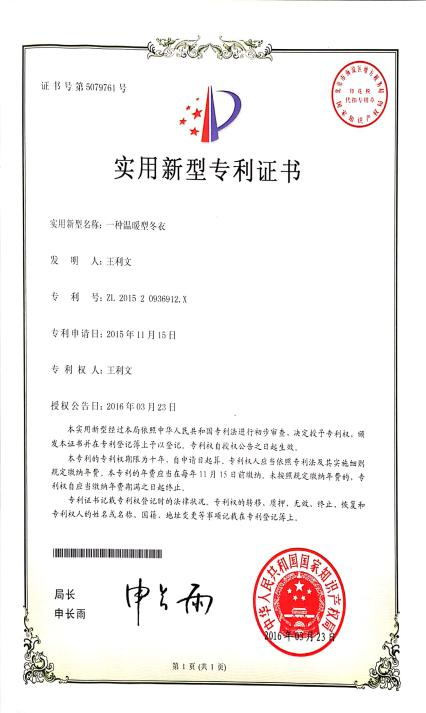 证书号第5079761号
实用新型专利证书
实用新型名称：一种温暖型冬衣
发明人：王利文
专利号：ZL 2015 2 0936912.X
专利申请日：2015年11月15日
专利权人：王利文
授权公告日：2016年03月23日
本实用新型经过本局依照中华人民共和国专利法进行初步审查，决定授予专利权，颁
发本证书并在专利登记簿上予以登记。专利权自授权公告之日起生效。
本专利的专利权期限为十年，自申请日起算。专利权人应当依照专利法及其实施细则
规定缴纳年费。本专利的年费应当在每年11月15日前缴纳。未按照规定缴纳年费的，专
利权自应当缴纳年费期满之日起终止。
专利证书记载专利权登记时的法律状况。专利权的转移、质押、无效、终止、恢复和
专利权人的姓名或名称、国籍、地址变更等事项记载在专利登记簿上。
局长
申长雨
申长雨
中华人民共和国国家知识产权局
2016年03月23日
第1页(共1页)